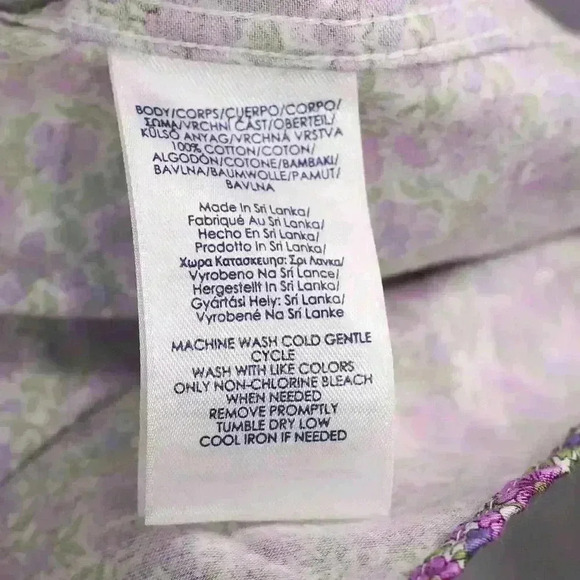 BODY/CORPS/CUERPO/CORPO/
ΣΩΜΑ/VRCHNÍ ČÁST/OBERTEIL/
KÜLSŐ ANYAG/VRCHNÁ VRSTVA
100% COTTON/COTON/
ALGODÓN/COTONE/BAMBAKI/
BAVLNA/BAUMWOLLE/PAMUT/
BAVLNA
Made In Sri Lanka/
Fabriqué Au Sri Lanka/
Hecho En Sri Lanka/
Prodotto In Sri Lanka/
Χωρα Κατασκευησ: Σρι Λανκα/
Vyrobeno Na Srí Lance/
Hergestellt In Sri Lanka/
Gyártási Hely: Srí Lanka/
Vyrobené Na Srí Lanke
MACHINE WASH COLD GENTLE
CYCLE
WASH WITH LIKE COLORS
ONLY NON-CHLORINE BLEACH
WHEN NEEDED
REMOVE PROMPTLY
TUMBLE DRY LOW
COOL IRON IF NEEDED